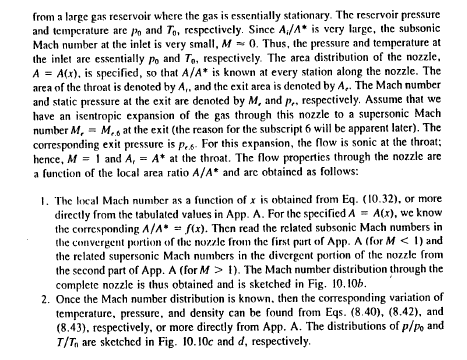 from a large gas reservoir where the gas is essentially stationary. The reservoir pressure
and temperature are p₀ and T₀, respectively. Since Aᵢ/A* is very large, the subsonic
Mach number at the inlet is very small, M ≈ 0. Thus, the pressure and temperature at
the inlet are essentially p₀ and T₀, respectively. The area distribution of the nozzle,
A = A(x), is specified, so that A/A* is known at every station along the nozzle. The
area of the throat is denoted by Aₜ, and the exit area is denoted by Aₑ. The Mach number
and static pressure at the exit are denoted by Mₑ and pₑ, respectively. Assume that we
have an isentropic expansion of the gas through this nozzle to a supersonic Mach
number Mₑ = Mₑ,₆ at the exit (the reason for the subscript 6 will be apparent later). The
corresponding exit pressure is pₑ,₆. For this expansion, the flow is sonic at the throat;
hence, M = 1 and Aₜ = A* at the throat. The flow properties through the nozzle are
a function of the local area ratio A/A* and are obtained as follows:
1. The local Mach number as a function of x is obtained from Eq. (10.32), or more
directly from the tabulated values in App. A. For the specified A = A(x), we know
the corresponding A/A* = f(x). Then read the related subsonic Mach numbers in
the convergent portion of the nozzle from the first part of App. A (for M < 1) and
the related supersonic Mach numbers in the divergent portion of the nozzle from
the second part of App. A (for M > 1). The Mach number distribution through the
complete nozzle is thus obtained and is sketched in Fig. 10.10b.
2. Once the Mach number distribution is known, then the corresponding variation of
temperature, pressure, and density can be found from Eqs. (8.40), (8.42), and
(8.43), respectively, or more directly from App. A. The distributions of p/p₀ and
T/T₀ are sketched in Fig. 10.10c and d, respectively.